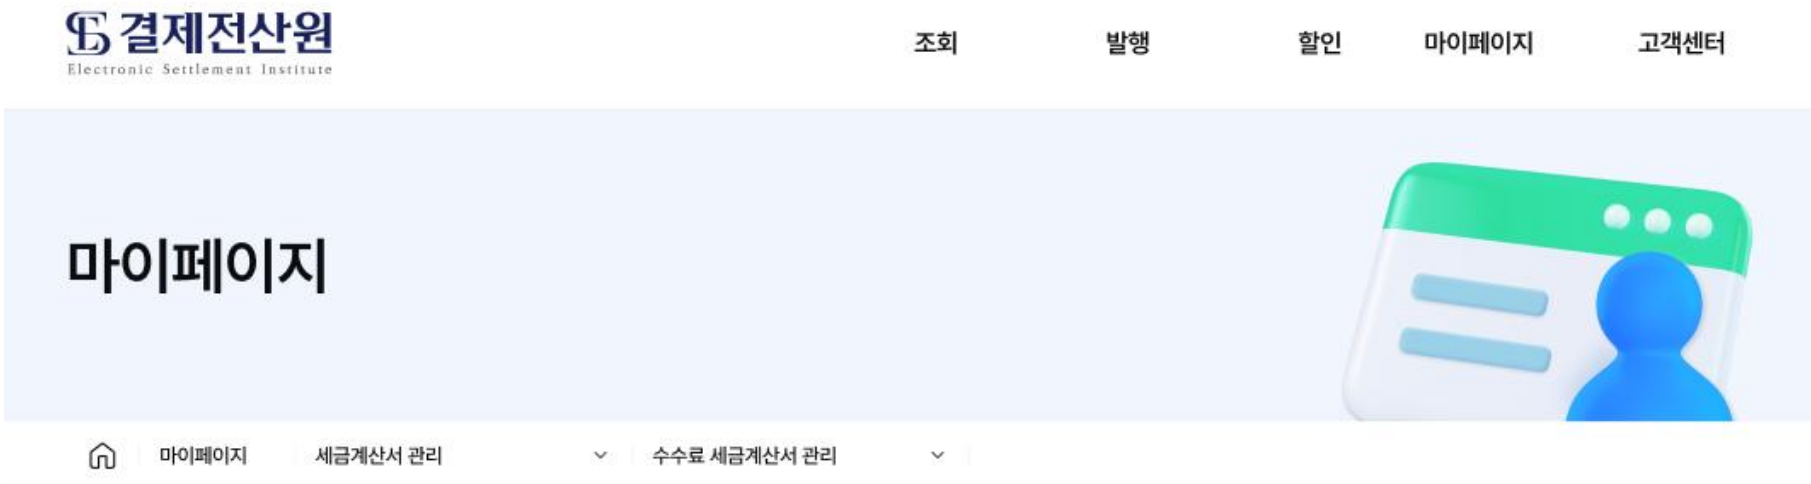 결제전산원
Electronic Settlement Institute
조회 발행 할인 마이페이지 고객센터
마이페이지
마이페이지 세금계산서 관리 수수료 세금계산서 관리